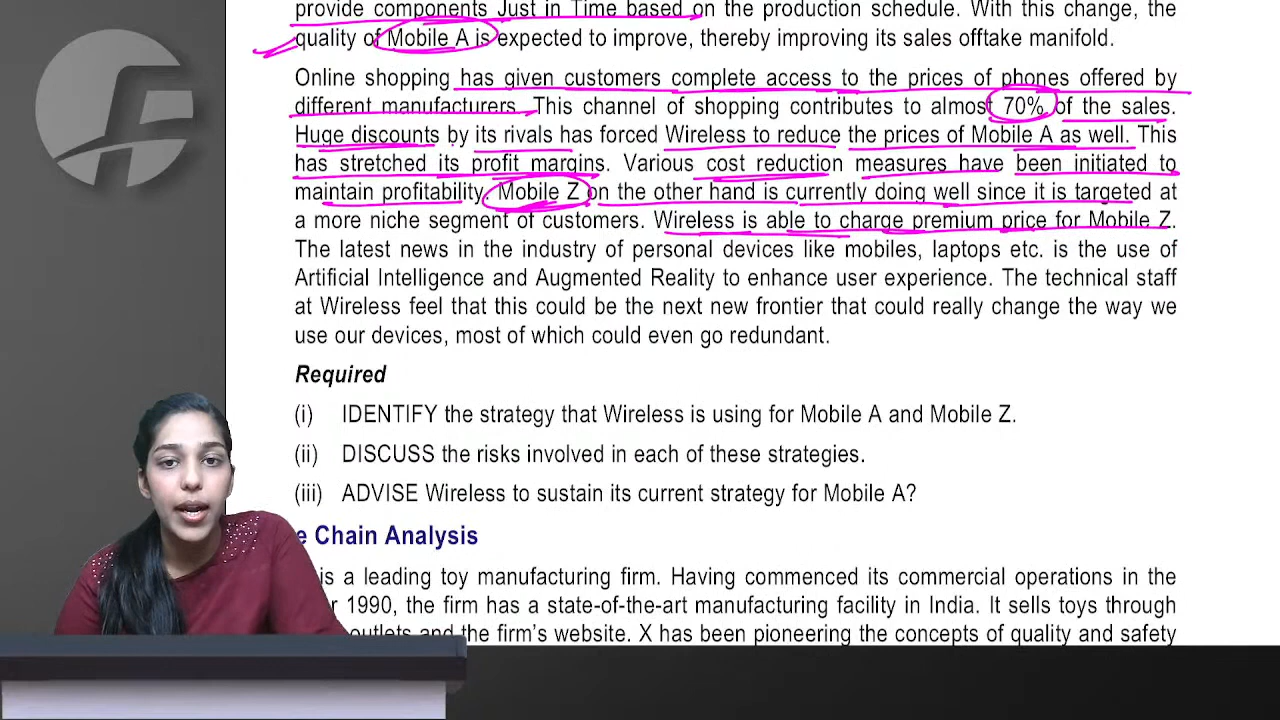 provide components Just in Time based on the production schedule. With this change, the
quality of Mobile A is expected to improve, thereby improving its sales offtake manifold.
Online shopping has given customers complete access to the prices of phones offered by
different manufacturers. This channel of shopping contributes to almost 70% of the sales.
Huge discounts by its rivals has forced Wireless to reduce the prices of Mobile A as well. This
has stretched its profit margins. Various cost reduction measures have been initiated to
maintain profitability. Mobile Z on the other hand is currently doing well since it is targeted at
a more niche segment of customers. Wireless is able to charge premium price for Mobile Z.
The latest news in the industry of personal devices like mobiles, laptops etc. is the use of
Artificial Intelligence and Augmented Reality to enhance user experience. The technical staff
at Wireless feel that this could be the next new frontier that could really change the way we
use our devices, most of which could even go redundant.
Required
(i) IDENTIFY the strategy that Wireless is using for Mobile A and Mobile Z.
(ii) DISCUSS the risks involved in each of these strategies.
(iii) ADVISE Wireless to sustain its current strategy for Mobile A?
e Chain Analysis
is a leading toy manufacturing firm. Having commenced its commercial operations in the
r 1990, the firm has a state-of-the-art manufacturing facility in India. It sells toys through
outlets and the firm's website. X has been pioneering the concepts of quality and safety